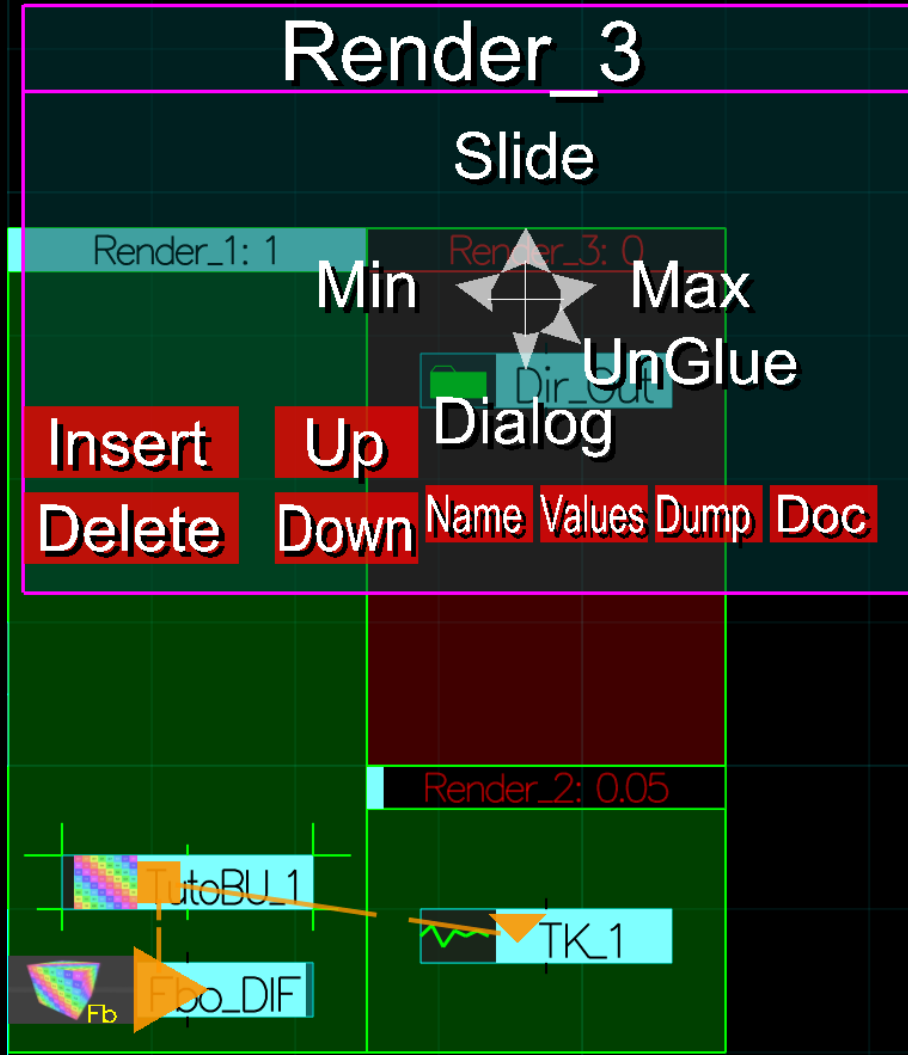 Render_3
Slide
Render_1: 1
Render_3: 0
Min
Max
UnGlue
Dir_Out
Dialog
Insert
Up
Delete
Down
Name
Values
Dump
Doc
Render_2: 0.05
TutoBU_1
TK_1
Fbo_DIF
Fb